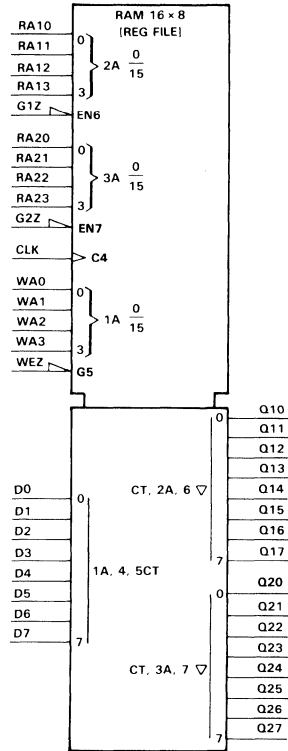 RAM 16 × 8
[REG FILE]
RA10
RA11
RA12
RA13
0
3
2A 0/15
G1Z
EN6
RA20
RA21
RA22
RA23
0
3
3A 0/15
G2Z
EN7
CLK
C4
WA0
WA1
WA2
WA3
0
3
1A 0/15
WEZ
G5
D0
D1
D2
D3
D4
D5
D6
D7
0
7
1A, 4, 5CT
0
7
CT, 2A, 6 ▽
Q10
Q11
Q12
Q13
Q14
Q15
Q16
Q17
0
7
CT, 3A, 7 ▽
Q20
Q21
Q22
Q23
Q24
Q25
Q26
Q27